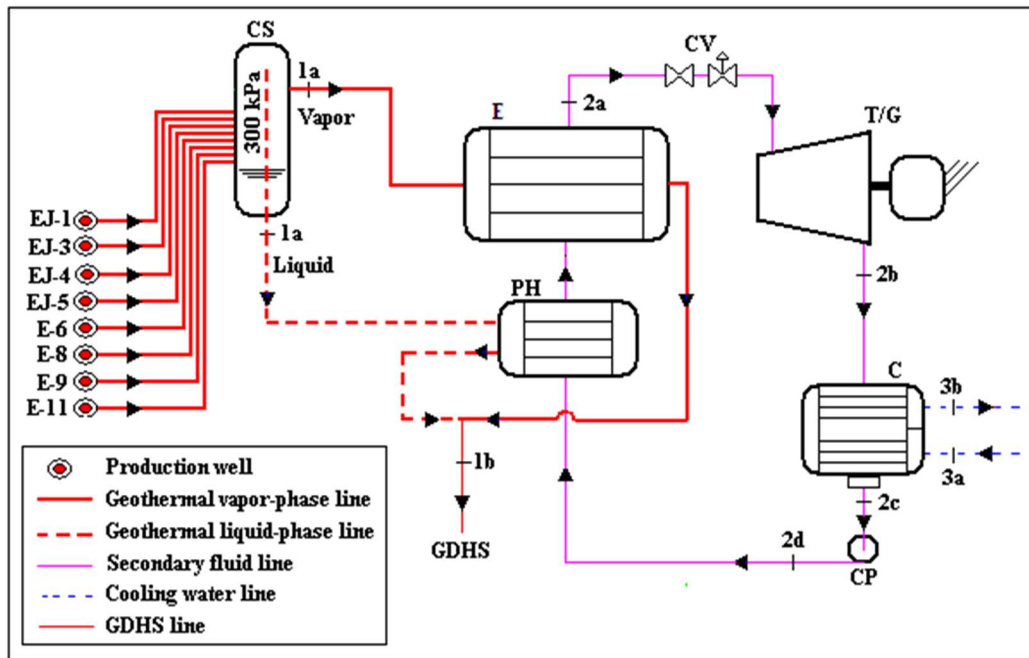 CS
300 kPa
1a
Vapor
1a
Liquid
EJ-1
EJ-3
EJ-4
EJ-5
E-6
E-8
E-9
E-11
E
2a
CV
T/G
2b
PH
C
3b
3a
2c
2d
CP
1b
GDHS
Production well
Geothermal vapor-phase line
Geothermal liquid-phase line
Secondary fluid line
Cooling water line
GDHS line